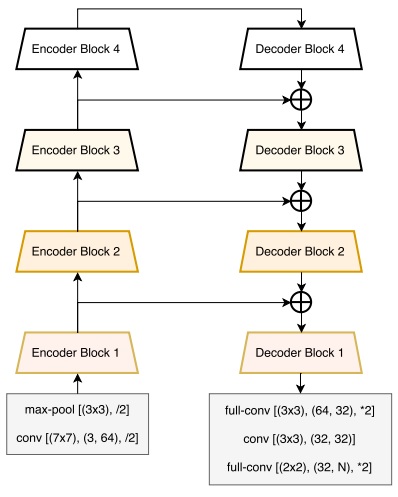 Encoder Block 4
Decoder Block 4
Encoder Block 3
Decoder Block 3
Encoder Block 2
Decoder Block 2
Encoder Block 1
Decoder Block 1
max-pool [(3x3), /2]
conv [(7x7), (3, 64), /2]
full-conv [(3x3), (64, 32), *2]
conv [(3x3), (32, 32)]
full-conv [(2x2), (32, N), *2]